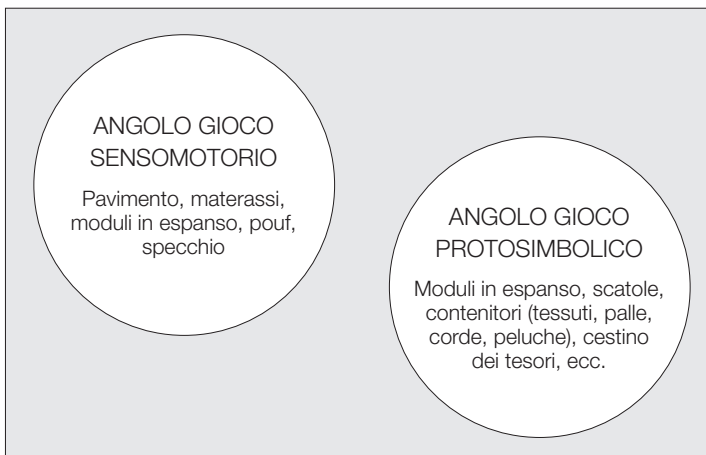 ANGOLO GIOCO
SENSOMOTORIO
Pavimento, materassi,
moduli in espanso, pouf,
specchio
ANGOLO GIOCO
PROTOSIMBOLICO
Moduli in espanso, scatole,
contenitori (tessuti, palle,
corde, peluche), cestino
dei tesori, ecc.